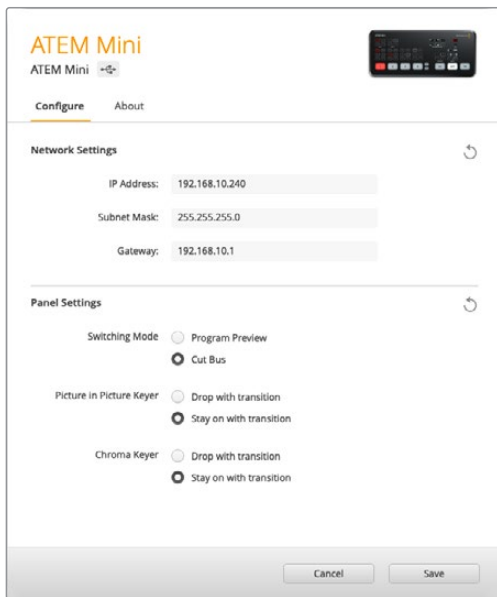 ATEM Mini
ATEM Mini
Configure About
Network Settings
IP Address: 192.168.10.240
Subnet Mask: 255.255.255.0
Gateway: 192.168.10.1
Panel Settings
Switching Mode Program Preview
Cut Bus
Picture in Picture Keyer Drop with transition
Stay on with transition
Chroma Keyer Drop with transition
Stay on with transition
Cancel Save